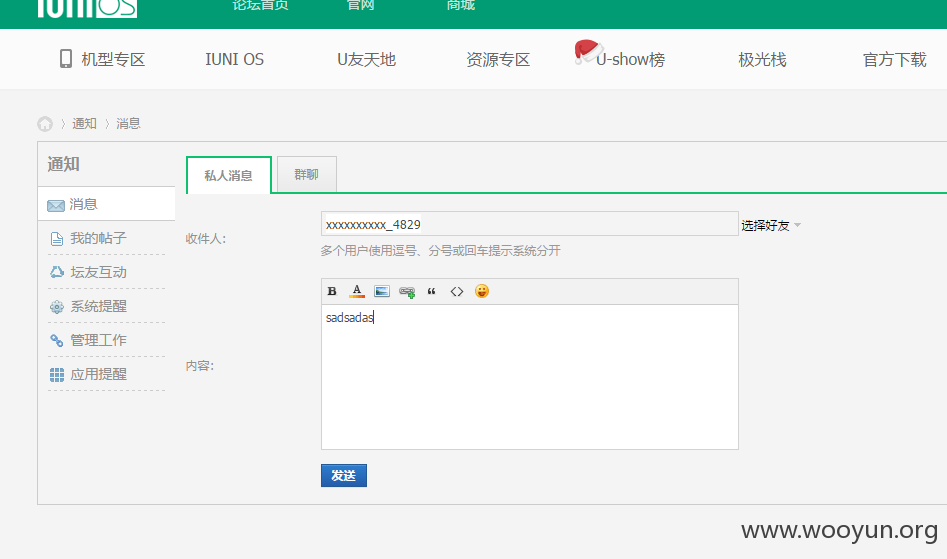 IUNI OS 论坛首页 官网 商城
机型专区 IUNI OS U友天地 资源专区 U-show榜 极光栈 官方下载
通知 消息
通知
消息
我的帖子
坛友互动
系统提醒
管理工作
应用提醒
私人消息 群聊
收件人: xxxxxxxxxx_4829 选择好友
多个用户使用逗号、分号或回车提示系统分开
B A “ <>
内容: sadsadas
发送
www.wooyun.org